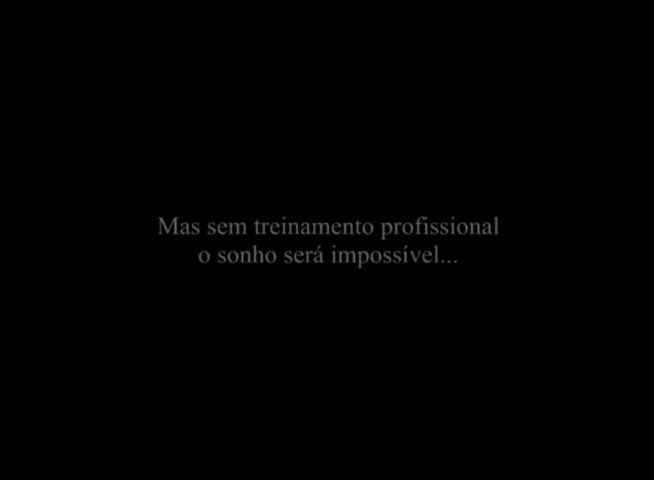 Mas sem treinamento profissional
o sonho será impossível...